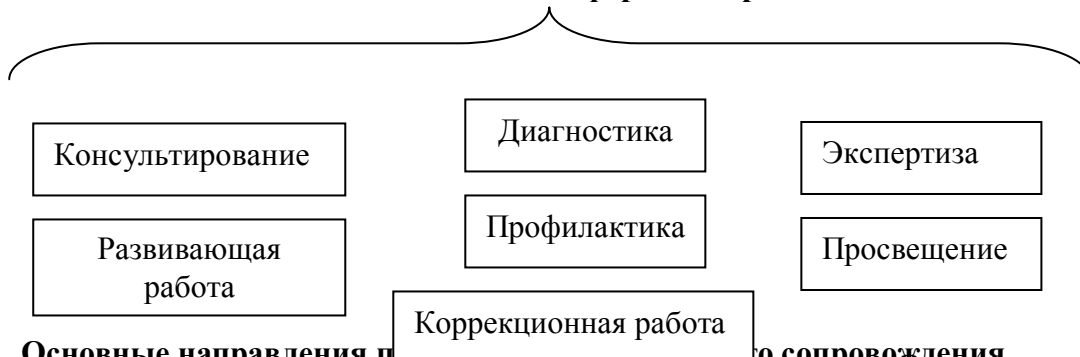 Консультирование
Диагностика
Экспертиза
Развивающая
работа
Профилактика
Просвещение
Коррекционная работа
Основные направления сопровождения